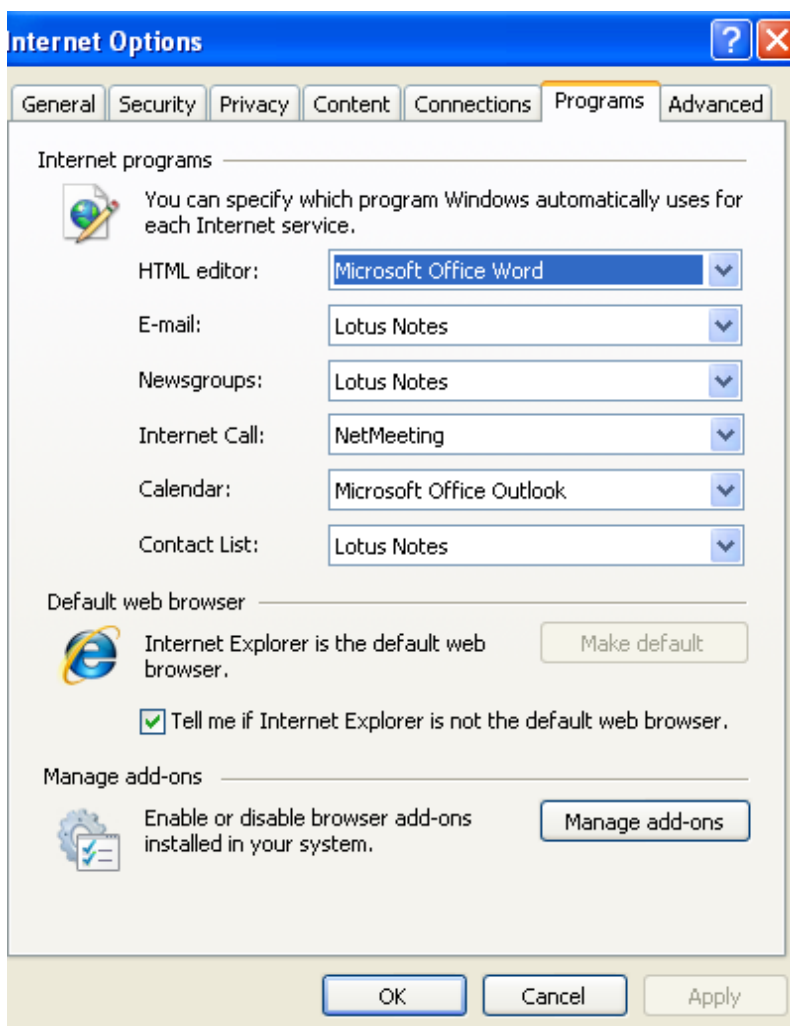 Internet Options
General Security Privacy Content Connections Programs Advanced
Internet programs
You can specify which program Windows automatically uses for
each Internet service.
HTML editor: Microsoft Office Word
E-mail: Lotus Notes
Newsgroups: Lotus Notes
Internet Call: NetMeeting
Calendar: Microsoft Office Outlook
Contact List: Lotus Notes
Default web browser
Internet Explorer is the default web Make default
browser.
Tell me if Internet Explorer is not the default web browser.
Manage add-ons
Enable or disable browser add-ons Manage add-ons
installed in your system.
OK Cancel Apply